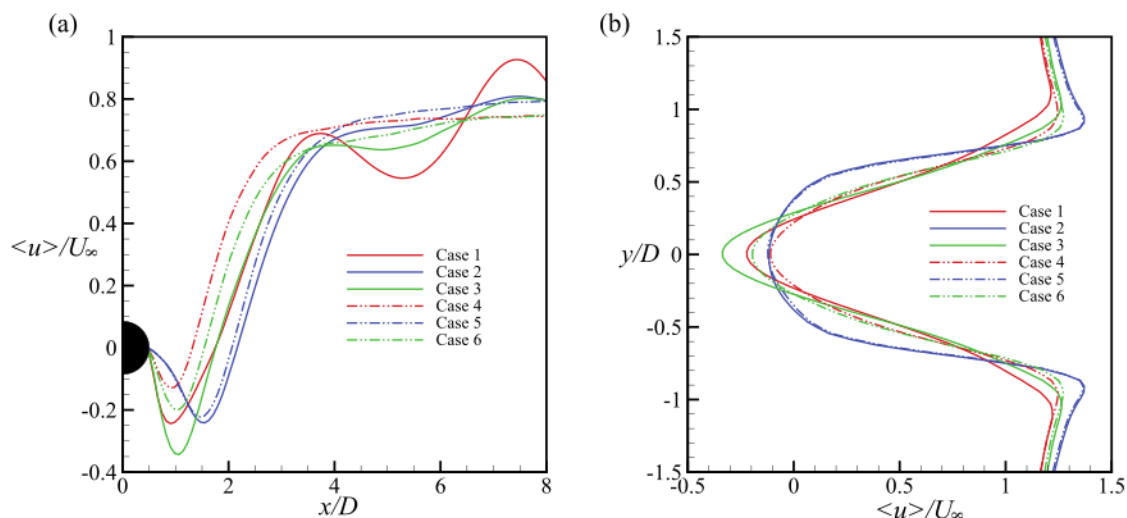 (a)
1
0.8
0.6
<u>/U∞
0.4
0.2
0
-0.2
-0.4
0 2 4 6 8
x/D
Case 1
Case 2
Case 3
Case 4
Case 5
Case 6
(b)
1.5
1
0.5
y/D 0
-0.5
-1
-1.5
-0.5 0 0.5 1 1.5
<u>/U∞
Case 1
Case 2
Case 3
Case 4
Case 5
Case 6